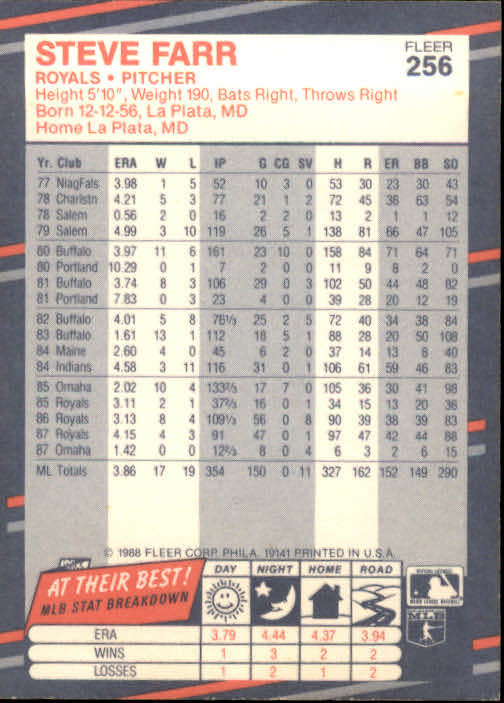 STEVE FARR
FLEER
256
ROYALS • PITCHER
Height 5'10", Weight 190, Bats Right, Throws Right
Born 12-12-56, La Plata, MD
Home La Plata, MD
Yr. Club ERA W L IP G CG SV H R ER BB SO
77 NiagFals 3.98 1 5 52 10 3 0 53 30 23 30 43
78 Charlstn 4.21 5 3 77 21 1 2 72 45 36 63 54
78 Salem 0.56 2 0 16 2 2 0 13 2 1 1 12
79 Salem 4.99 3 10 119 26 5 1 138 81 66 47 105
80 Buffalo 3.97 11 6 161 23 10 0 158 84 71 64 71
80 Portland 10.29 0 1 7 2 0 0 11 9 8 2 0
81 Buffalo 3.74 8 3 106 29 0 3 102 50 44 48 82
81 Portland 7.83 0 3 23 4 0 0 39 28 20 12 19
82 Buffalo 4.01 5 8 76⅓ 25 2 5 72 40 34 38 84
83 Buffalo 1.61 13 1 112 18 5 1 88 28 20 50 108
84 Maine 2.60 4 0 45 6 2 0 37 14 13 8 40
84 Indians 4.58 3 11 116 31 0 1 106 61 59 46 83
85 Omaha 2.02 10 4 133⅔ 17 7 0 105 36 30 41 98
85 Royals 3.11 2 1 37⅔ 16 0 1 34 15 13 20 36
86 Royals 3.13 8 4 109⅓ 56 0 8 90 39 38 39 83
87 Royals 4.15 4 3 91 47 0 1 97 47 42 44 88
87 Omaha 1.42 0 0 12⅔ 8 0 4 6 3 2 6 15
ML Totals 3.86 17 19 354 150 0 11 327 162 152 149 290
© 1988 FLEER CORP. PHILA. 19141 PRINTED IN U.S.A.
AT THEIR BEST!
MLB STAT BREAKDOWN
DAY NIGHT HOME ROAD
ERA 3.79 4.44 4.37 3.94
WINS 1 3 2 2
LOSSES 1 2 1 2